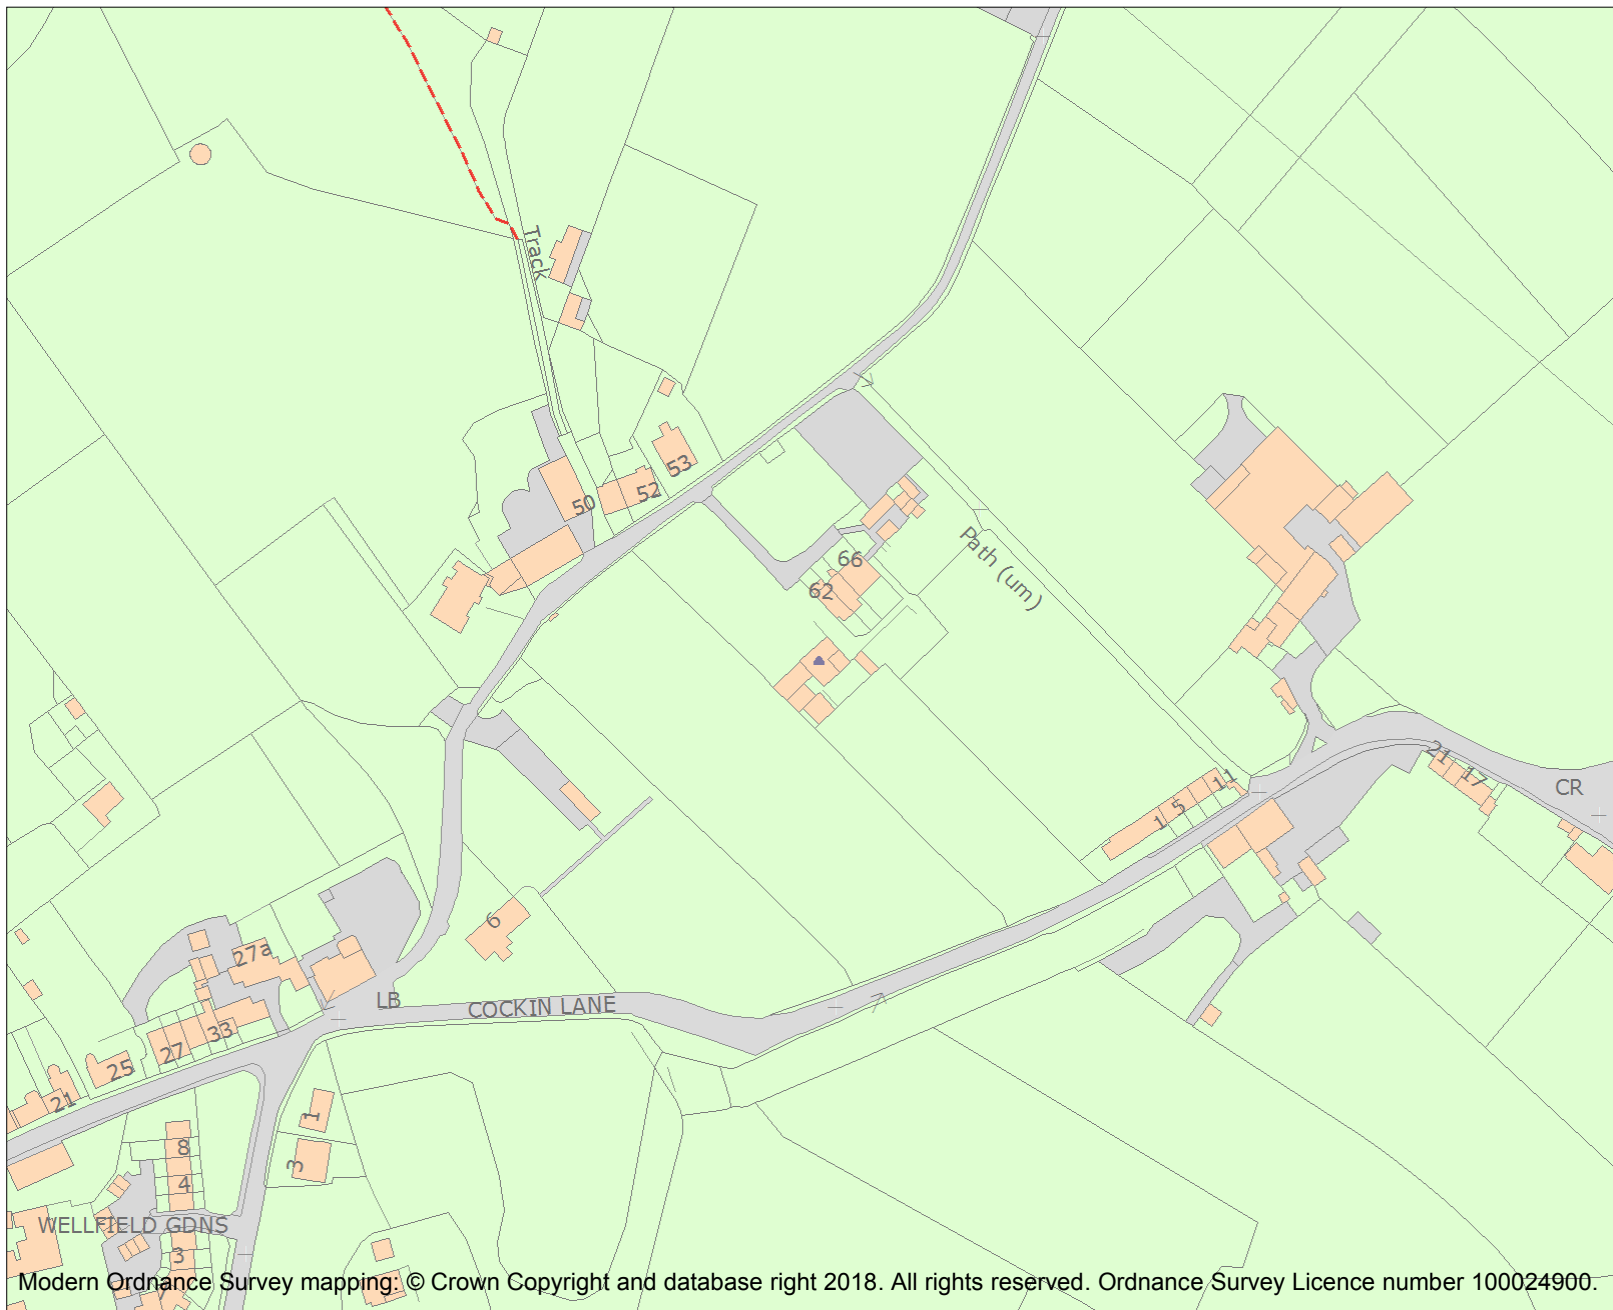 Track
53
52
50
66
62
Path (um)
11
5
1
21
17
CR
6
27a
LB
COCKIN LANE
33
27
25
21
1
3
8
4
WELLFIELD GDNS
3
7
Modern Ordnance Survey mapping: © Crown Copyright and database right 2018. All rights reserved. Ordnance Survey Licence number 100024900.